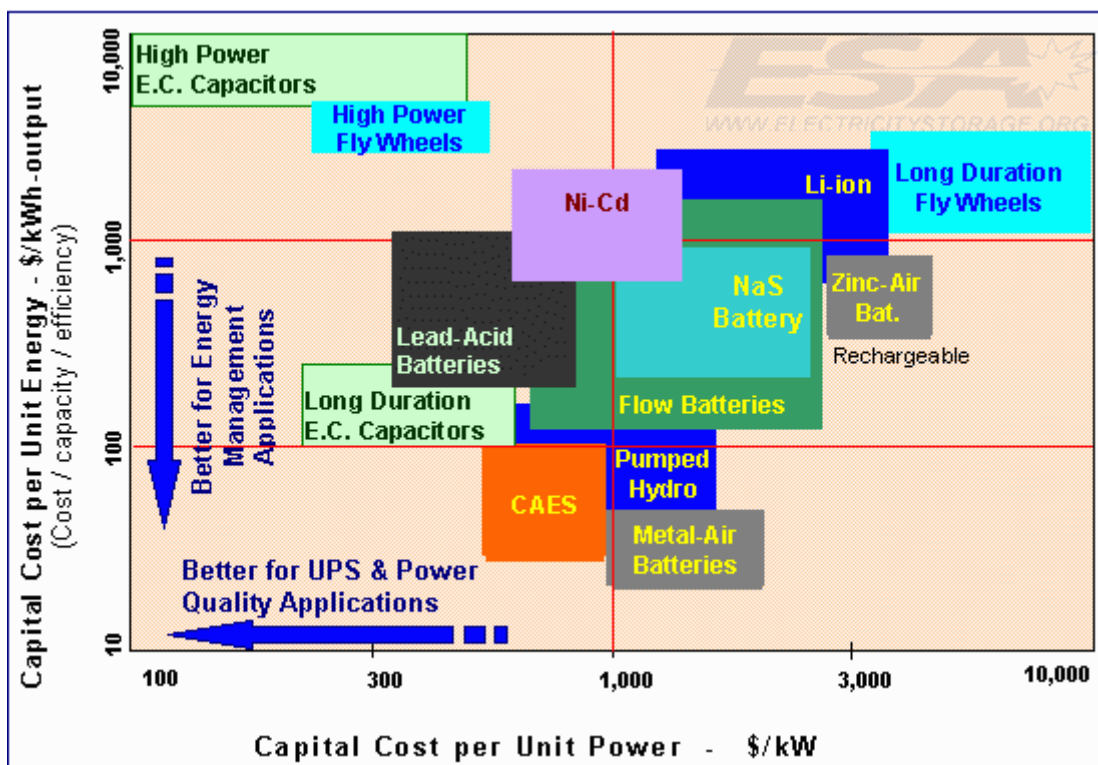 High Power
E.C. Capacitors
ESA
WWW.ELECTRICITYSTORAGE.ORG
High Power
Fly Wheels
Long Duration
Fly Wheels
Li-ion
Ni-Cd
NaS
Battery
Zinc-Air
Bat.
Rechargeable
Lead-Acid
Batteries
Flow Batteries
Long Duration
E.C. Capacitors
Pumped
Hydro
CAES
Metal-Air
Batteries
Better for Energy
Management
Applications
Better for UPS & Power
Quality Applications
Capital Cost per Unit Energy - $/kWh-output
(Cost / capacity / efficiency)
10,000
1,000
100
10
100
300
1,000
3,000
10,000
Capital Cost per Unit Power - $/kW